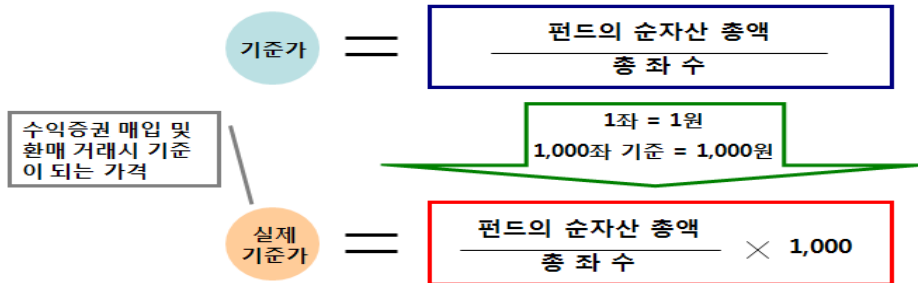 기준가
펀드의 순자산 총액
총 좌 수
수익증권 매입 및
환매 거래시 기준
이 되는 가격
1좌 = 1원
1,000좌 기준 = 1,000원
실제
기준가
펀드의 순자산 총액
총 좌 수
× 1,000